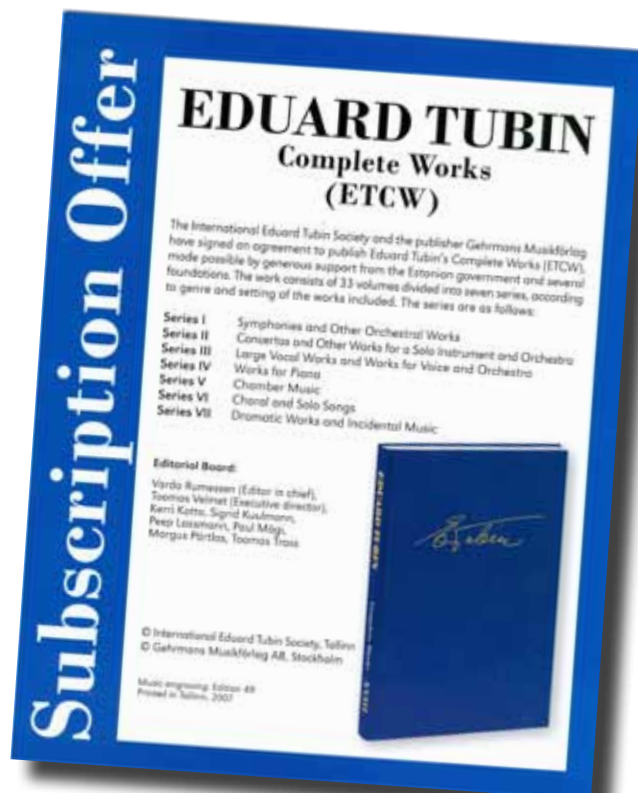 Subscription Offer
EDUARD TUBIN
Complete Works
(ETCW)
The International Eduard Tubin Society and the publisher Gehrmans Musikförlag
have signed an agreement to publish Eduard Tubin's Complete Works (ETCW),
made possible by generous support from the Estonian government and several
foundations. The work consists of 33 volumes divided into seven series, according
to genre and setting of the works included. The series are as follows:
Series I Symphonies and Other Orchestral Works
Series II Concertos and Other Works for a Solo Instrument and Orchestra
Series III Large Vocal Works and Works for Voice and Orchestra
Series IV Works for Piano
Series V Chamber Music
Series VI Choral and Solo Songs
Series VII Dramatic Works and Incidental Music
Editorial Board:
Vardo Rumessen (Editor in chief),
Toomas Velmet (Executive director),
Kerri Kotta, Sigrid Kuulmann,
Peep Lassmann, Paul Mägi,
Margus Pärtlas, Toomas Trass
© International Eduard Tubin Society, Tallinn
© Gehrmans Musikförlag AB, Stockholm
Music engraving: Edition 49
Printed in Tallinn, 2007
EDUARD TUBIN
E Tubin